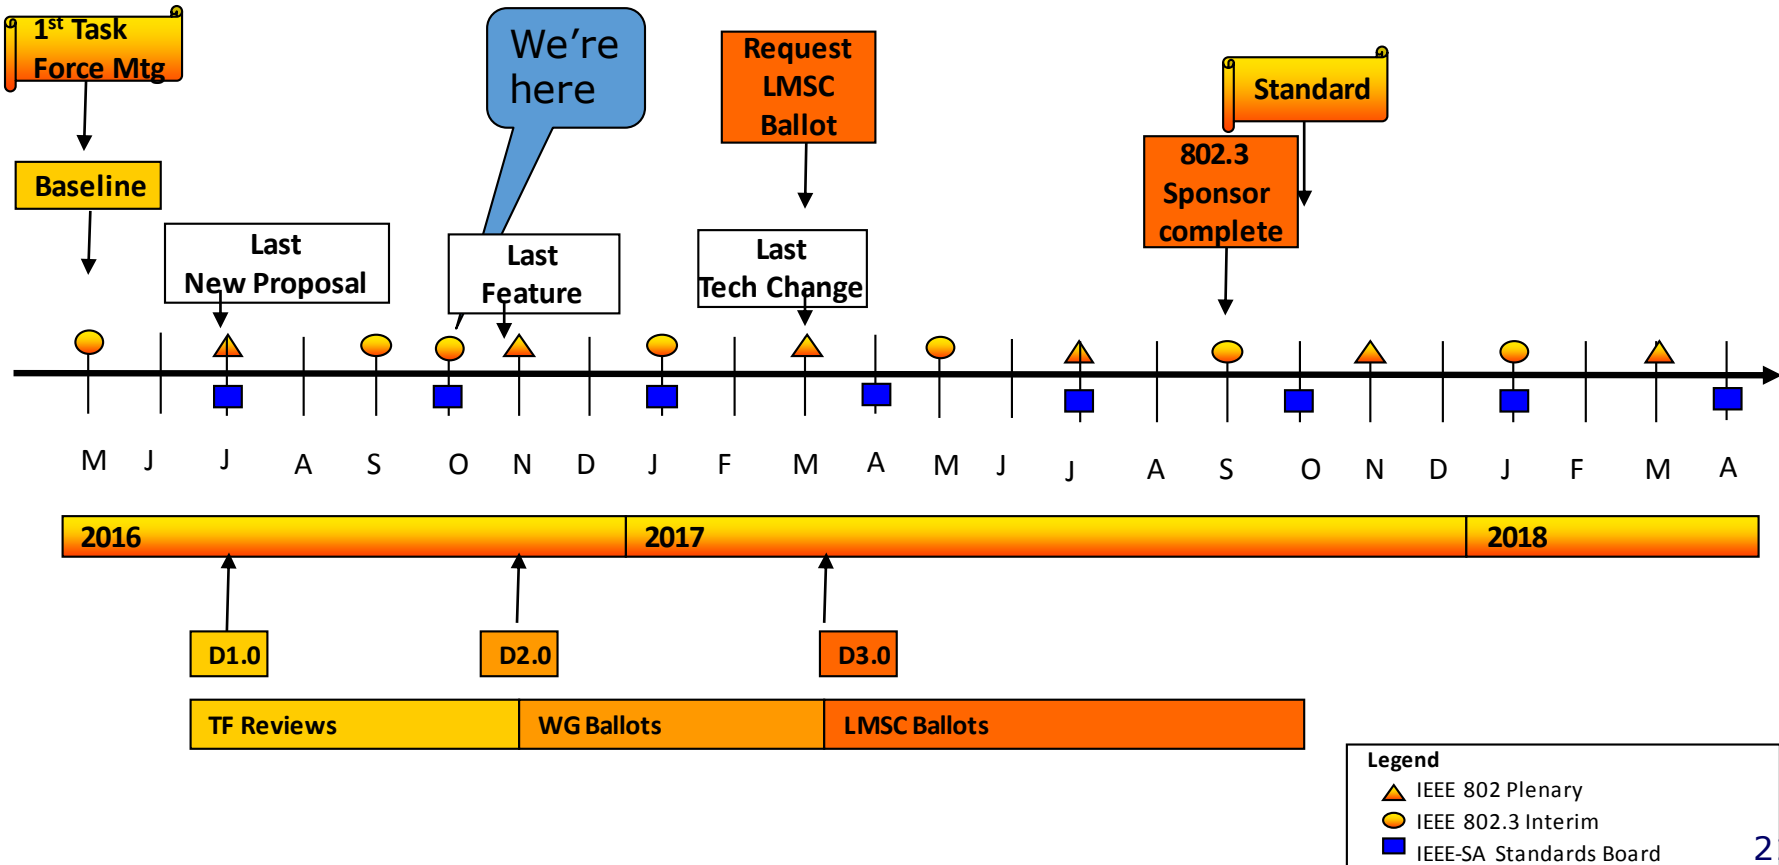 1st Task
Force Mtg
We're
here
Request
LMSC
Ballot
Standard
Baseline
802.3
Sponsor
complete
Last
New Proposal
Last
Feature
Last
Tech Change
M J J A S O N D J F M A M J J A S O N D J F M A
2016 2017 2018
D1.0 D2.0 D3.0
TF Reviews WG Ballots LMSC Ballots
Legend
IEEE 802 Plenary
IEEE 802.3 Interim
IEEE-SA Standards Board
2